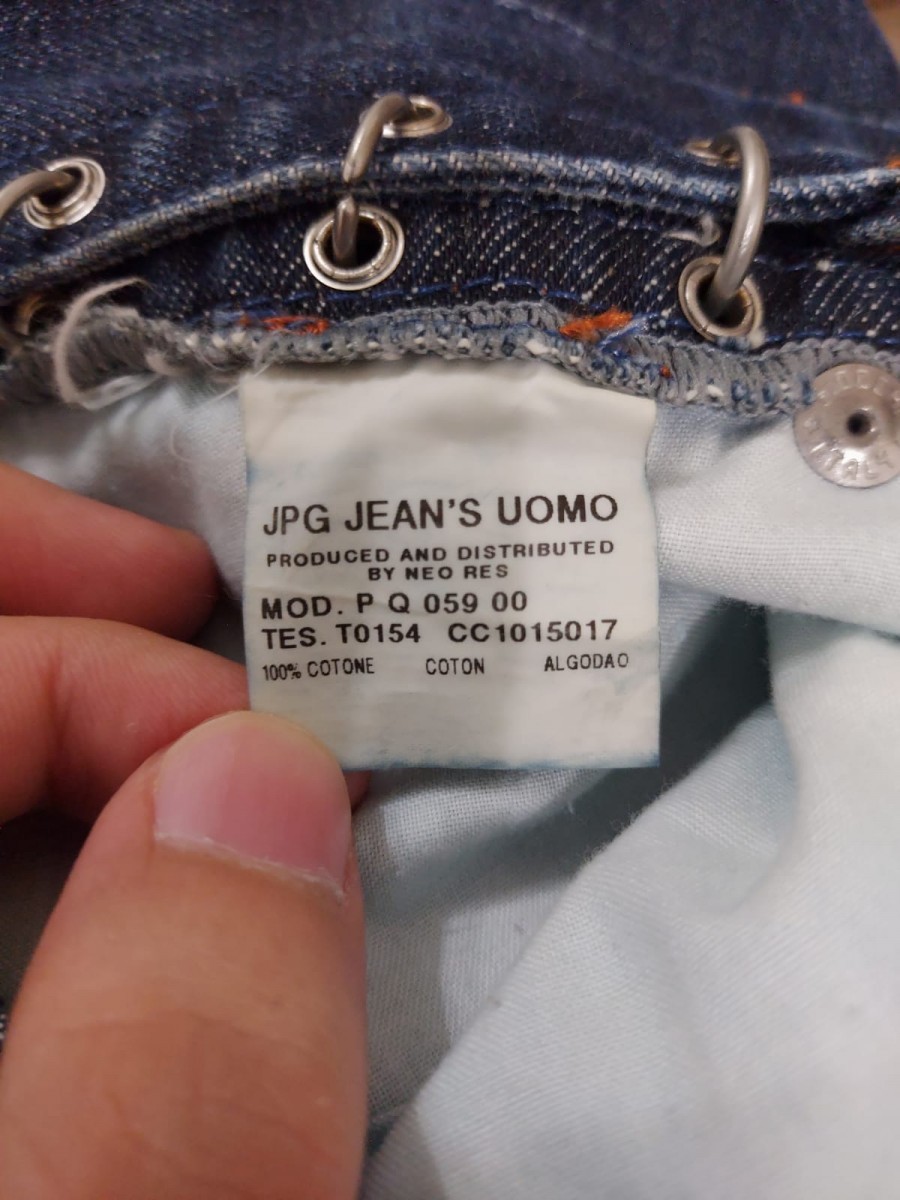 JPG JEAN'S UOMO
PRODUCED AND DISTRIBUTED
BY NEO RES
MOD. P Q 059 00
TES. T0154 CC1015017
100% COTONE COTON ALGODAO